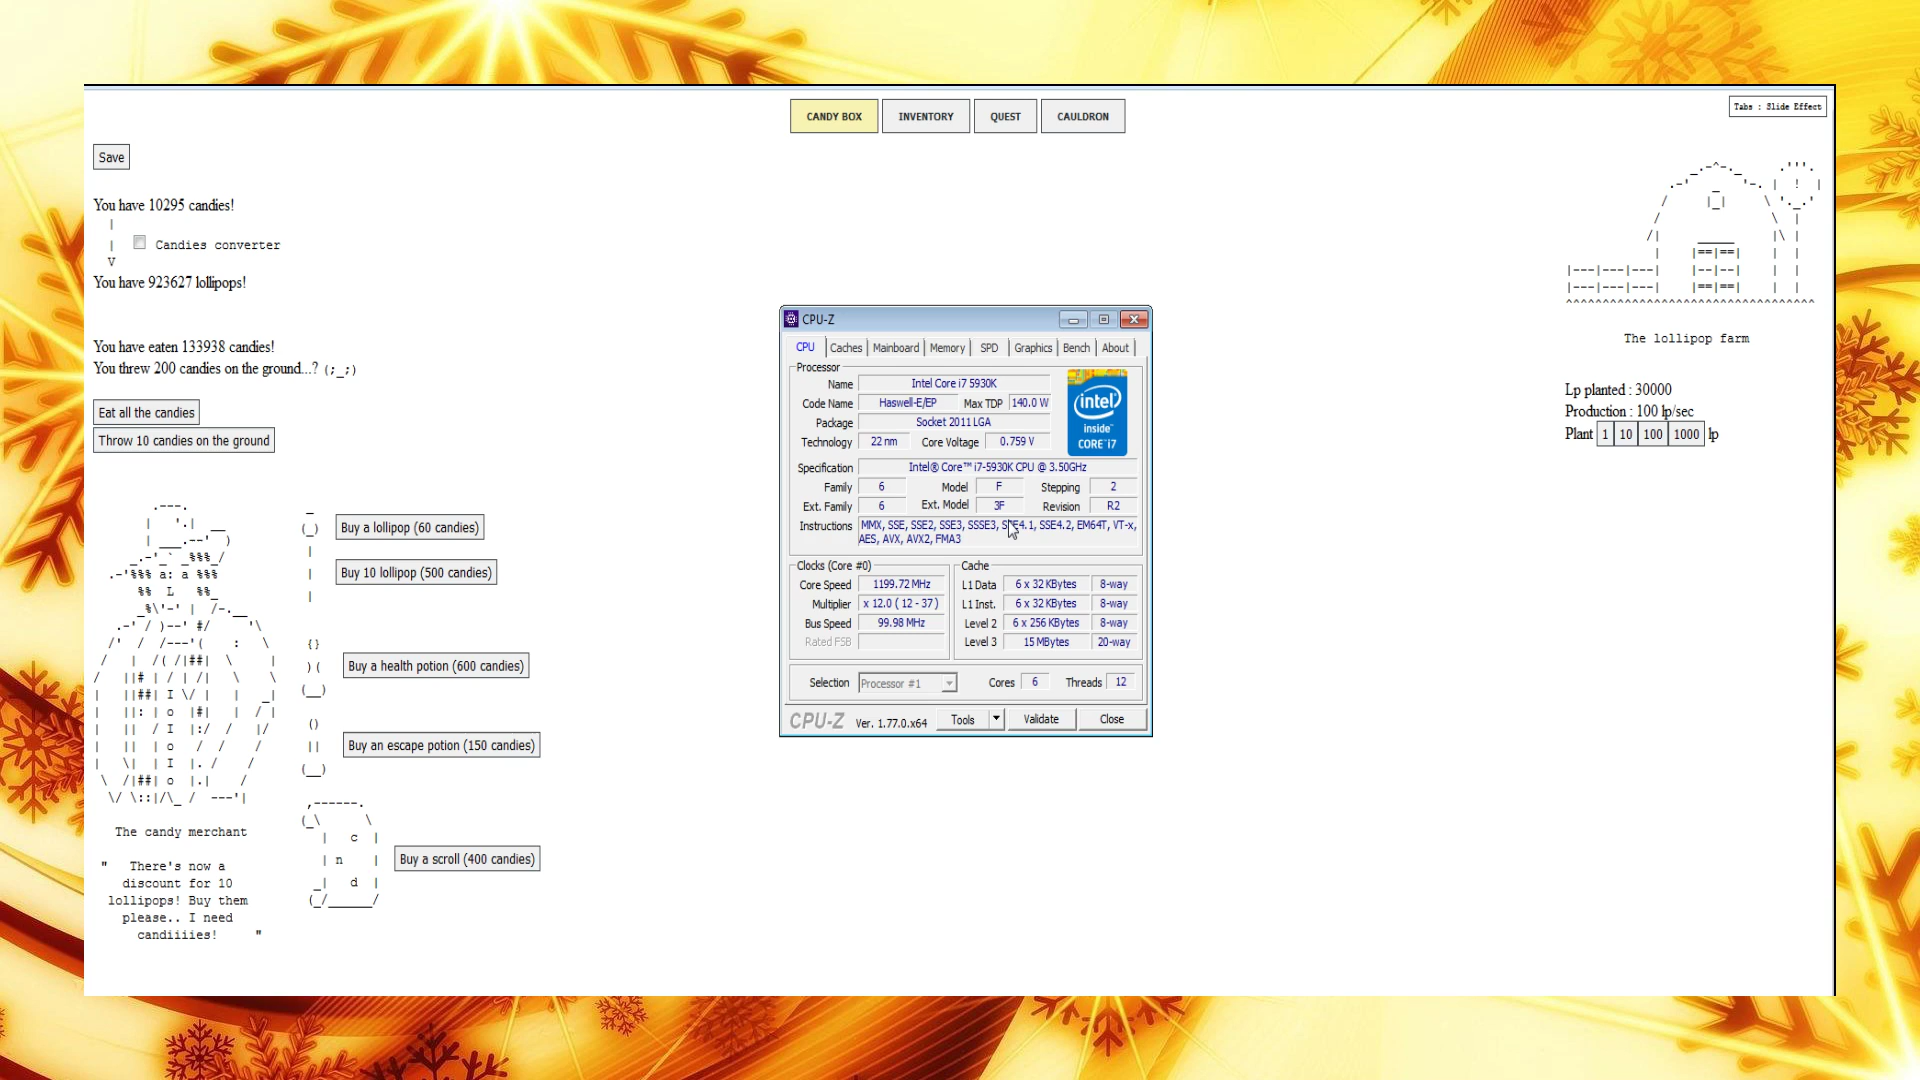 CANDY BOX INVENTORY QUEST CAULDRON
Tabs : Slide Effect
Save
You have 10295 candies!
Candies converter
You have 923627 lollipops!
You have eaten 133938 candies!
You threw 200 candies on the ground...? (;_;)
Eat all the candies
Throw 10 candies on the ground
Buy a lollipop (60 candies)
Buy 10 lollipop (500 candies)
Buy a health potion (600 candies)
Buy an escape potion (150 candies)
c
n
d
Buy a scroll (400 candies)
The candy merchant
" There's now a
discount for 10
lollipops! Buy them
please.. I need
candiiiies! "
CPU-Z
CPU Caches Mainboard Memory SPD Graphics Bench About
Processor
Name Intel Core i7 5930K
Code Name Haswell-E/EP Max TDP 140.0 W
Package Socket 2011 LGA
Technology 22 nm Core Voltage 0.759 V
intel
inside™
CORE™i7
Specification Intel® Core™ i7-5930K CPU @ 3.50GHz
Family 6 Model F Stepping 2
Ext. Family 6 Ext. Model 3F Revision R2
Instructions MMX, SSE, SSE2, SSE3, SSSE3, SSE4.1, SSE4.2, EM64T, VT-x,
AES, AVX, AVX2, FMA3
Clocks (Core #0)
Core Speed 1199.72 MHz
Multiplier x 12.0 ( 12 - 37 )
Bus Speed 99.98 MHz
Rated FSB
Cache
L1 Data 6 x 32 KBytes 8-way
L1 Inst. 6 x 32 KBytes 8-way
Level 2 6 x 256 KBytes 8-way
Level 3 15 MBytes 20-way
Selection Processor #1 Cores 6 Threads 12
CPU-Z Ver. 1.77.0.x64 Tools Validate Close
The lollipop farm
Lp planted : 30000
Production : 100 lp/sec
Plant 1 10 100 1000 lp